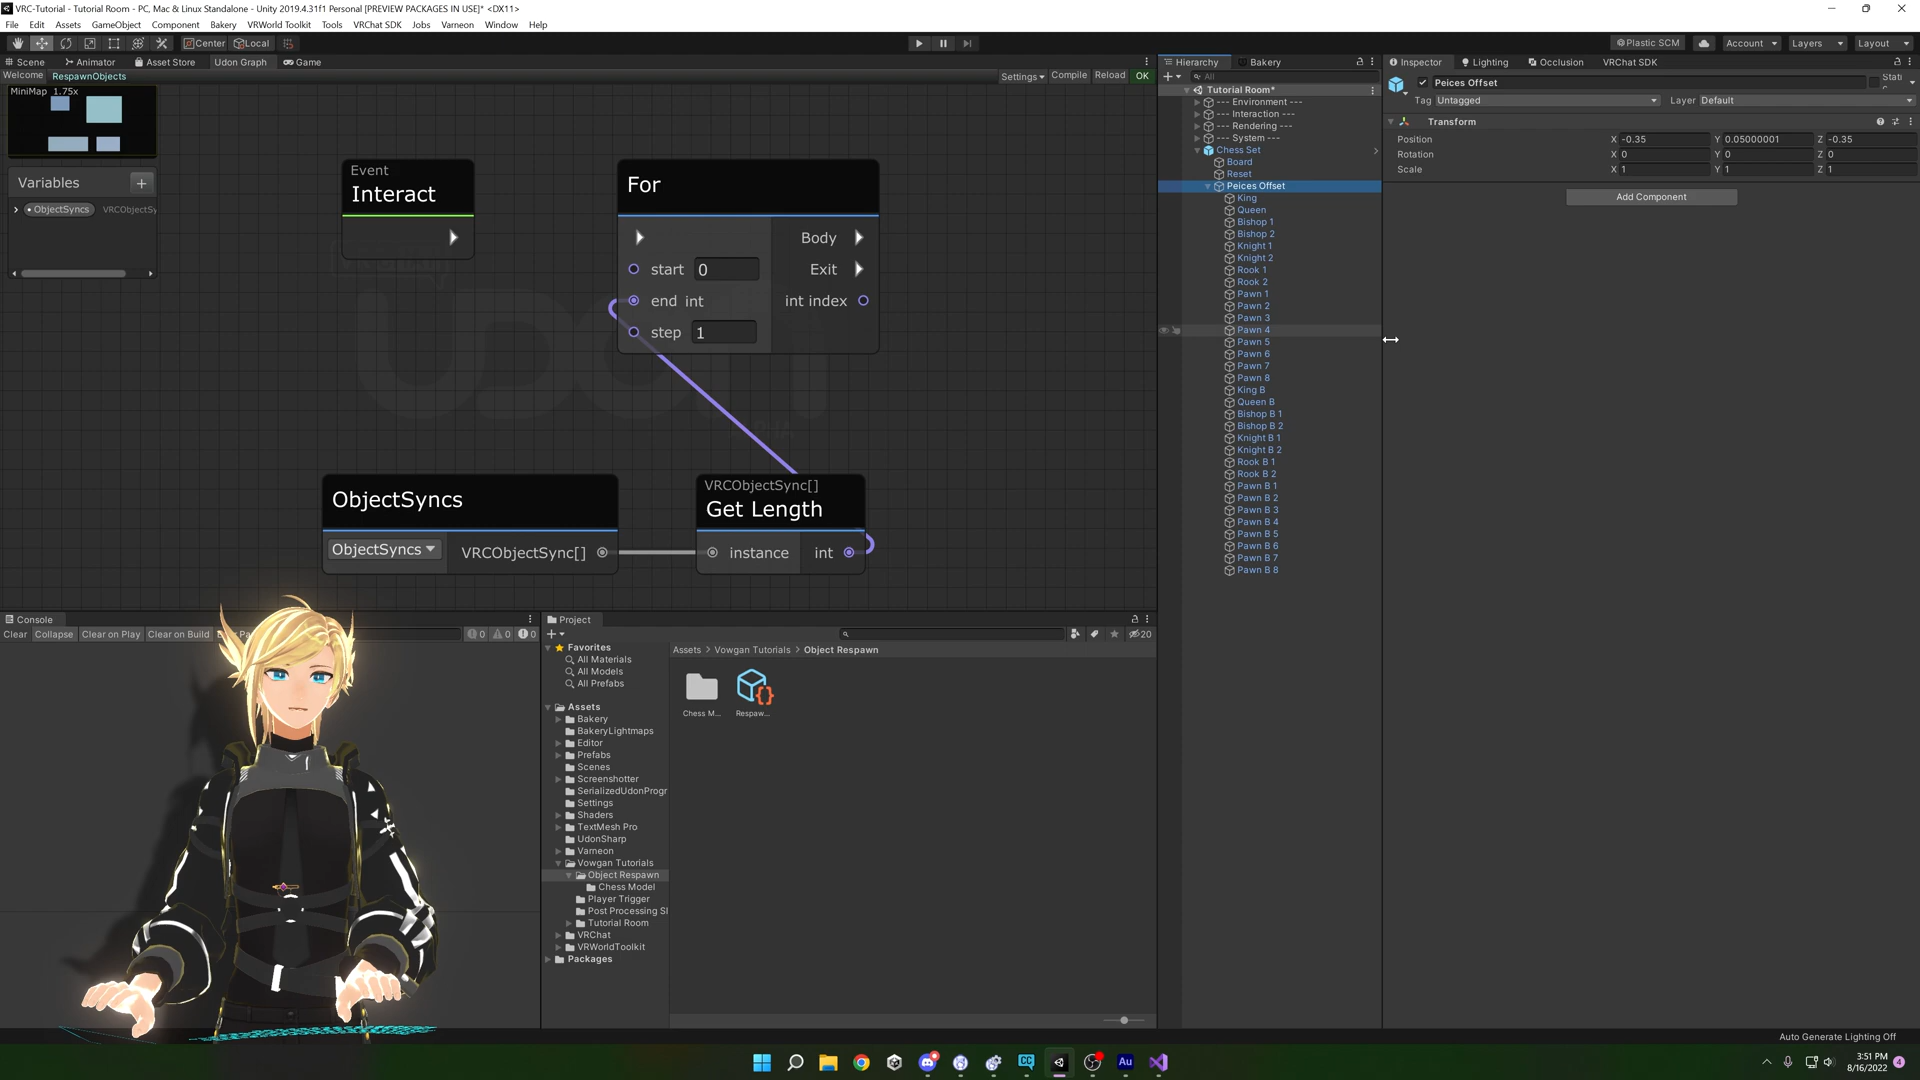 VRC-Tutorial - Tutorial Room - PC, Mac & Linux Standalone - Unity 2019.4.31f1 Personal [PREVIEW PACKAGES IN USE]* <DX11>
File Edit Assets GameObject Component Bakery VRWorld Toolkit Tools VRChat SDK Jobs Varneon Window Help
Center Local Plastic SCM Account Layers Layout
Scene Animator Asset Store Udon Graph Game
Welcome RespawnObjects Settings Compile Reload OK
MiniMap 1.75x
Variables +
ObjectSyncs VRCObjectSy
Event
Interact
For
Body
start 0 Exit
end int int index
step 1
ObjectSyncs
ObjectSyncs VRCObjectSync[]
VRCObjectSync[]
Get Length
instance int
Hierarchy Bakery
All
Tutorial Room*
--- Environment ---
--- Interaction ---
--- Rendering ---
--- System ---
Chess Set
Board
Reset
Peices Offset
King
Queen
Bishop 1
Bishop 2
Knight 1
Knight 2
Rook 1
Rook 2
Pawn 1
Pawn 2
Pawn 3
Pawn 4
Pawn 5
Pawn 6
Pawn 7
Pawn 8
King B
Queen B
Bishop B 1
Bishop B 2
Knight B 1
Knight B 2
Rook B 1
Rook B 2
Pawn B 1
Pawn B 2
Pawn B 3
Pawn B 4
Pawn B 5
Pawn B 6
Pawn B 7
Pawn B 8
Inspector Lighting Occlusion VRChat SDK
Peices Offset Stati
Tag Untagged Layer Default
Transform
Position X -0.35 Y 0.05000001 Z -0.35
Rotation X 0 Y 0 Z 0
Scale X 1 Y 1 Z 1
Add Component
Console
Clear Collapse Clear on Play Clear on Build 0 0 0
Project
20
Favorites
All Materials
All Models
All Prefabs
Assets
Bakery
BakeryLightmaps
Editor
Prefabs
Scenes
Screenshotter
SerializedUdonProgr
Settings
Shaders
TextMesh Pro
UdonSharp
Varneon
Vowgan Tutorials
Object Respawn
Chess Model
Player Trigger
Post Processing Sl
Tutorial Room
VRChat
VRWorldToolkit
Packages
Assets > Vowgan Tutorials > Object Respawn
Chess M... Respaw...
Auto Generate Lighting Off
CC Au
3:51 PM
8/16/2022
4